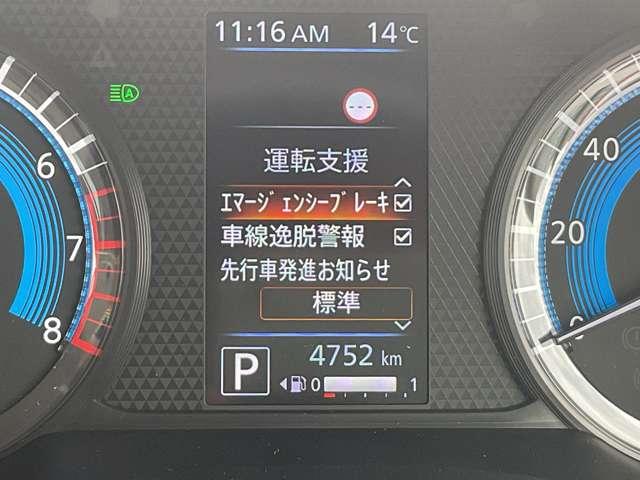 11:16 AM 14℃
---
運転支援
エマージェンシーブレーキ
車線逸脱警報
先行車発進お知らせ
標準
P
4752 km
0 1
A
6
7
8
40
20
0